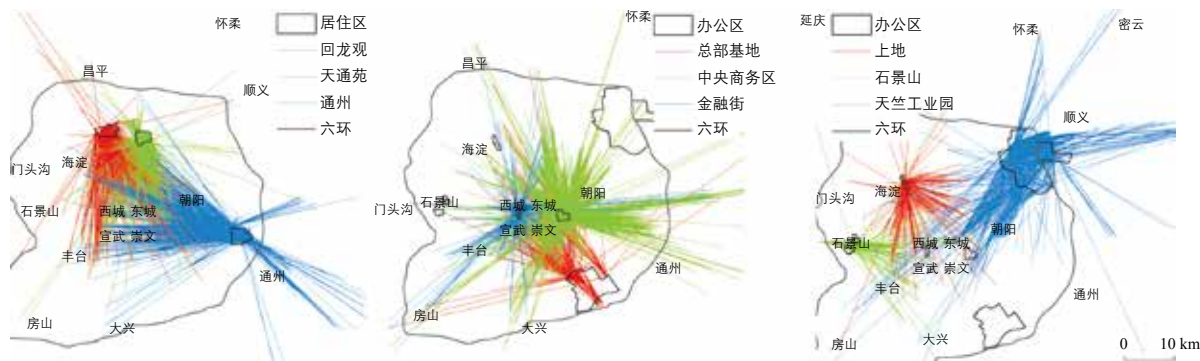 怀柔
居住区
回龙观
昌平
天通苑
顺义
通州
六环
门头沟
海淀
朝阳
石景山
西城 东城
宣武 崇文
丰台
通州
房山
大兴
怀柔
办公区
总部基地
昌平
中央商务区
金融街
六环
海淀
朝阳
门头沟
石景山
西城 东城
宣武 崇文
丰台
通州
房山
大兴
延庆
怀柔
密云
办公区
上地
石景山
天竺工业园
顺义
六环
门头沟
海淀
朝阳
石景山
西城 东城
宣武 崇文
丰台
通州
房山
大兴
0 10 km